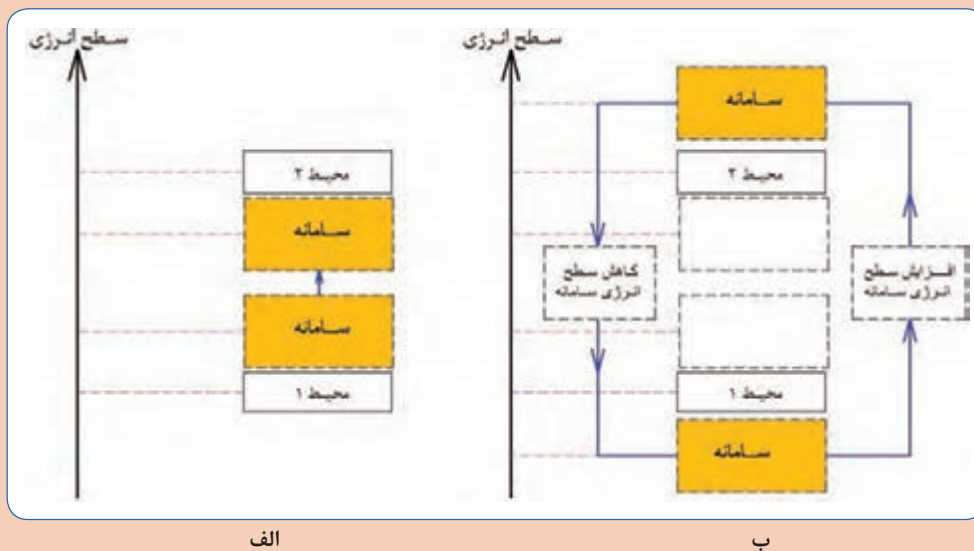 سطح انرژی
سامانه
محیط ۲
کاهش سطح
انرژی سامانه
افزایش سطح
انرژی سامانه
محیط ۱
سامانه
ب
سطح انرژی
محیط ۲
سامانه
سامانه
محیط ۱
الف